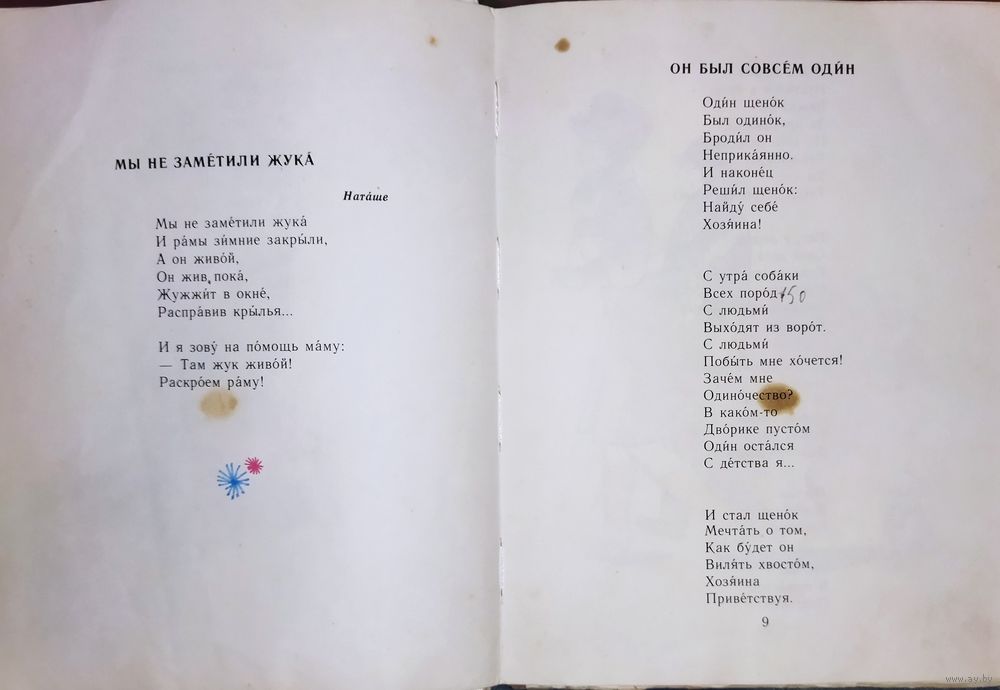 МЫ НЕ ЗАМЕ́ТИЛИ ЖУКА́
Ната́ше
Мы не заме́тили жука́
И ра́мы зи́мние закры́ли,
А он живо́й,
Он жив, пока́,
Жужжи́т в окне́,
Распра́вив кры́лья...
И я зову́ на по́мощь ма́му:
— Там жук живо́й!
Раскро́ем ра́му!
ОН БЫЛ СОВСЕ́М ОДИ́Н
Оди́н щено́к
Был одино́к,
Броди́л он
Неприка́янно.
И наконе́ц
Реши́л щено́к:
Найду́ себе́
Хозя́ина!
С утра́ соба́ки
Всех поро́д 150
С людьми́
Выхо́дят из воро́т.
С людьми́
Побы́ть мне хо́чется!
Заче́м мне
Одино́чество?
В како́м-то
Дво́рике пусто́м
Оди́н оста́лся
С де́тства я...
И стал щено́к
Мечта́ть о том,
Как бу́дет он
Виля́ть хвосто́м,
Хозя́ина
Приве́тствуя.
9
www.ay.by